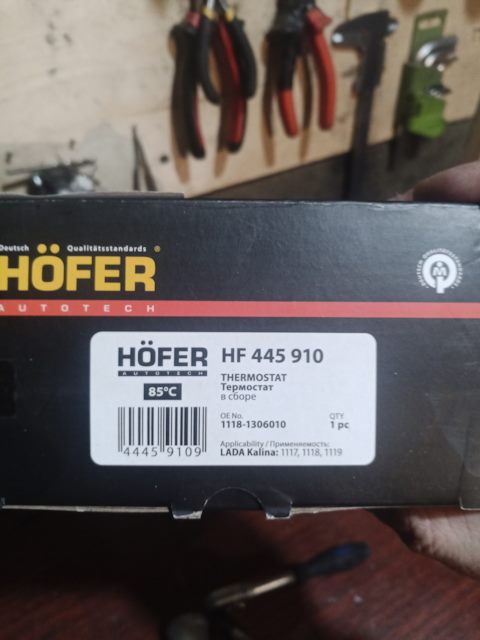 Deutsch Qualitätsstandards ®
HÖFER
AUTOTECH
HÖFER HF 445 910
AUTOTECH
THERMOSTAT
85°C
Термостат
в сборе
OE No. QTY.
1118-1306010 1 pc
4445 9109
Applicability / Применяемость:
LADA Kalina: 1117, 1118, 1119